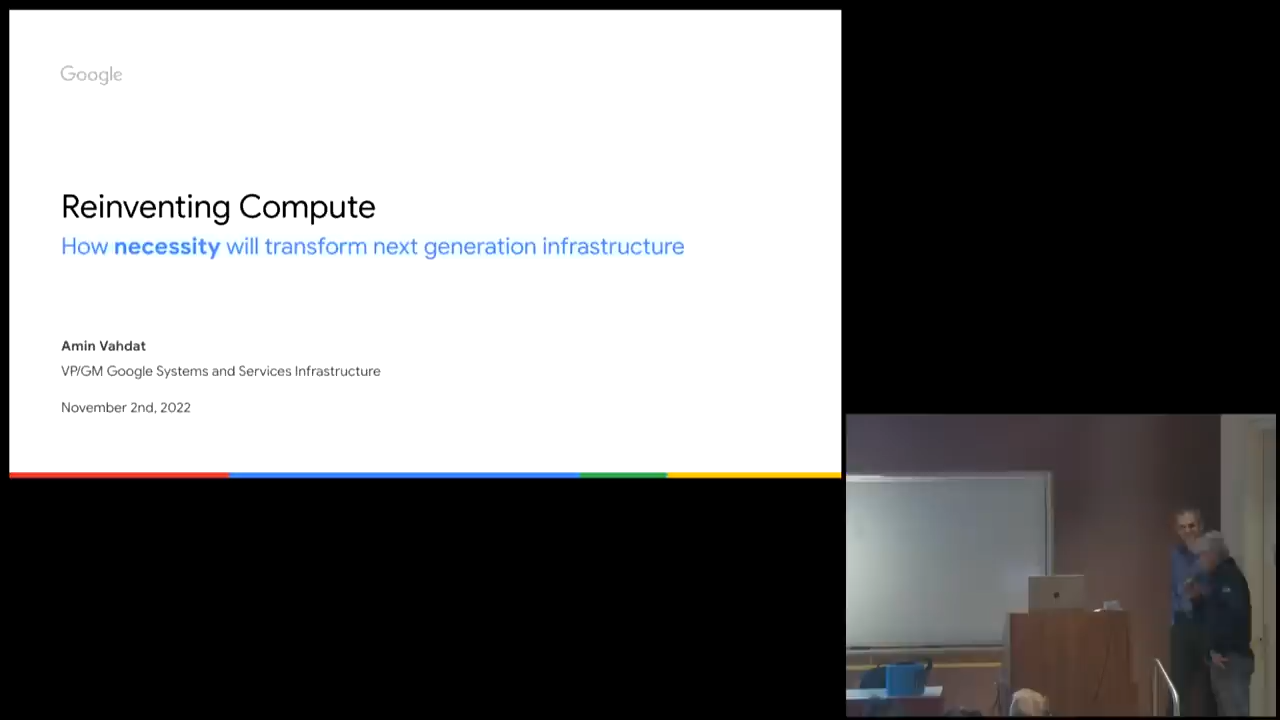 Google
Reinventing Compute
How necessity will transform next generation infrastructure
Amin Vahdat
VP/GM Google Systems and Services Infrastructure
November 2nd, 2022